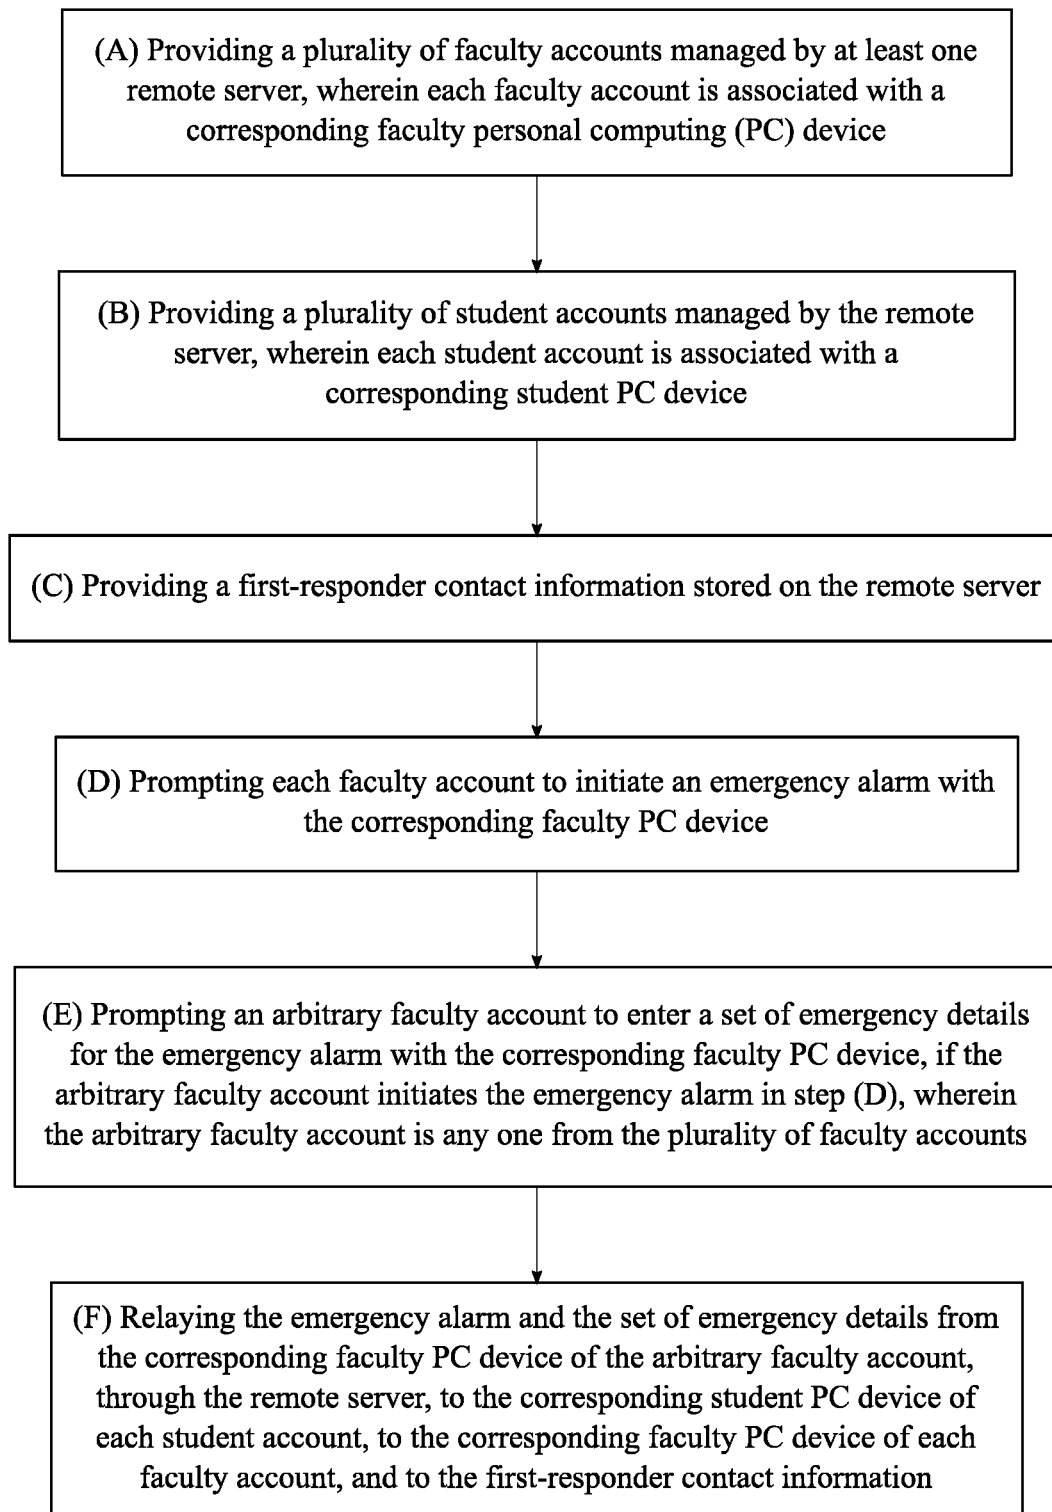 (A) Providing a plurality of faculty accounts managed by at least one
remote server, wherein each faculty account is associated with a
corresponding faculty personal computing (PC) device
(B) Providing a plurality of student accounts managed by the remote
server, wherein each student account is associated with a
corresponding student PC device
(C) Providing a first-responder contact information stored on the remote server
(D) Prompting each faculty account to initiate an emergency alarm with
the corresponding faculty PC device
(E) Prompting an arbitrary faculty account to enter a set of emergency details
for the emergency alarm with the corresponding faculty PC device, if the
arbitrary faculty account initiates the emergency alarm in step (D), wherein
the arbitrary faculty account is any one from the plurality of faculty accounts
(F) Relaying the emergency alarm and the set of emergency details from
the corresponding faculty PC device of the arbitrary faculty account,
through the remote server, to the corresponding student PC device of
each student account, to the corresponding faculty PC device of each
faculty account, and to the first-responder contact information